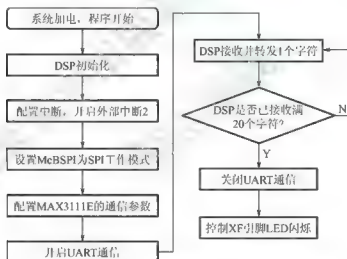 系统加电，程序开始
DSP初始化
配置中断，开启外部中断2
设置McBSP1为SPI工作模式
配置MAX3111E的通信参数
开启UART通信
DSP接收并转发1个字符
DSP是否已接收满
20个字符?
N
Y
关闭UART通信
控制XF引脚LED闪烁